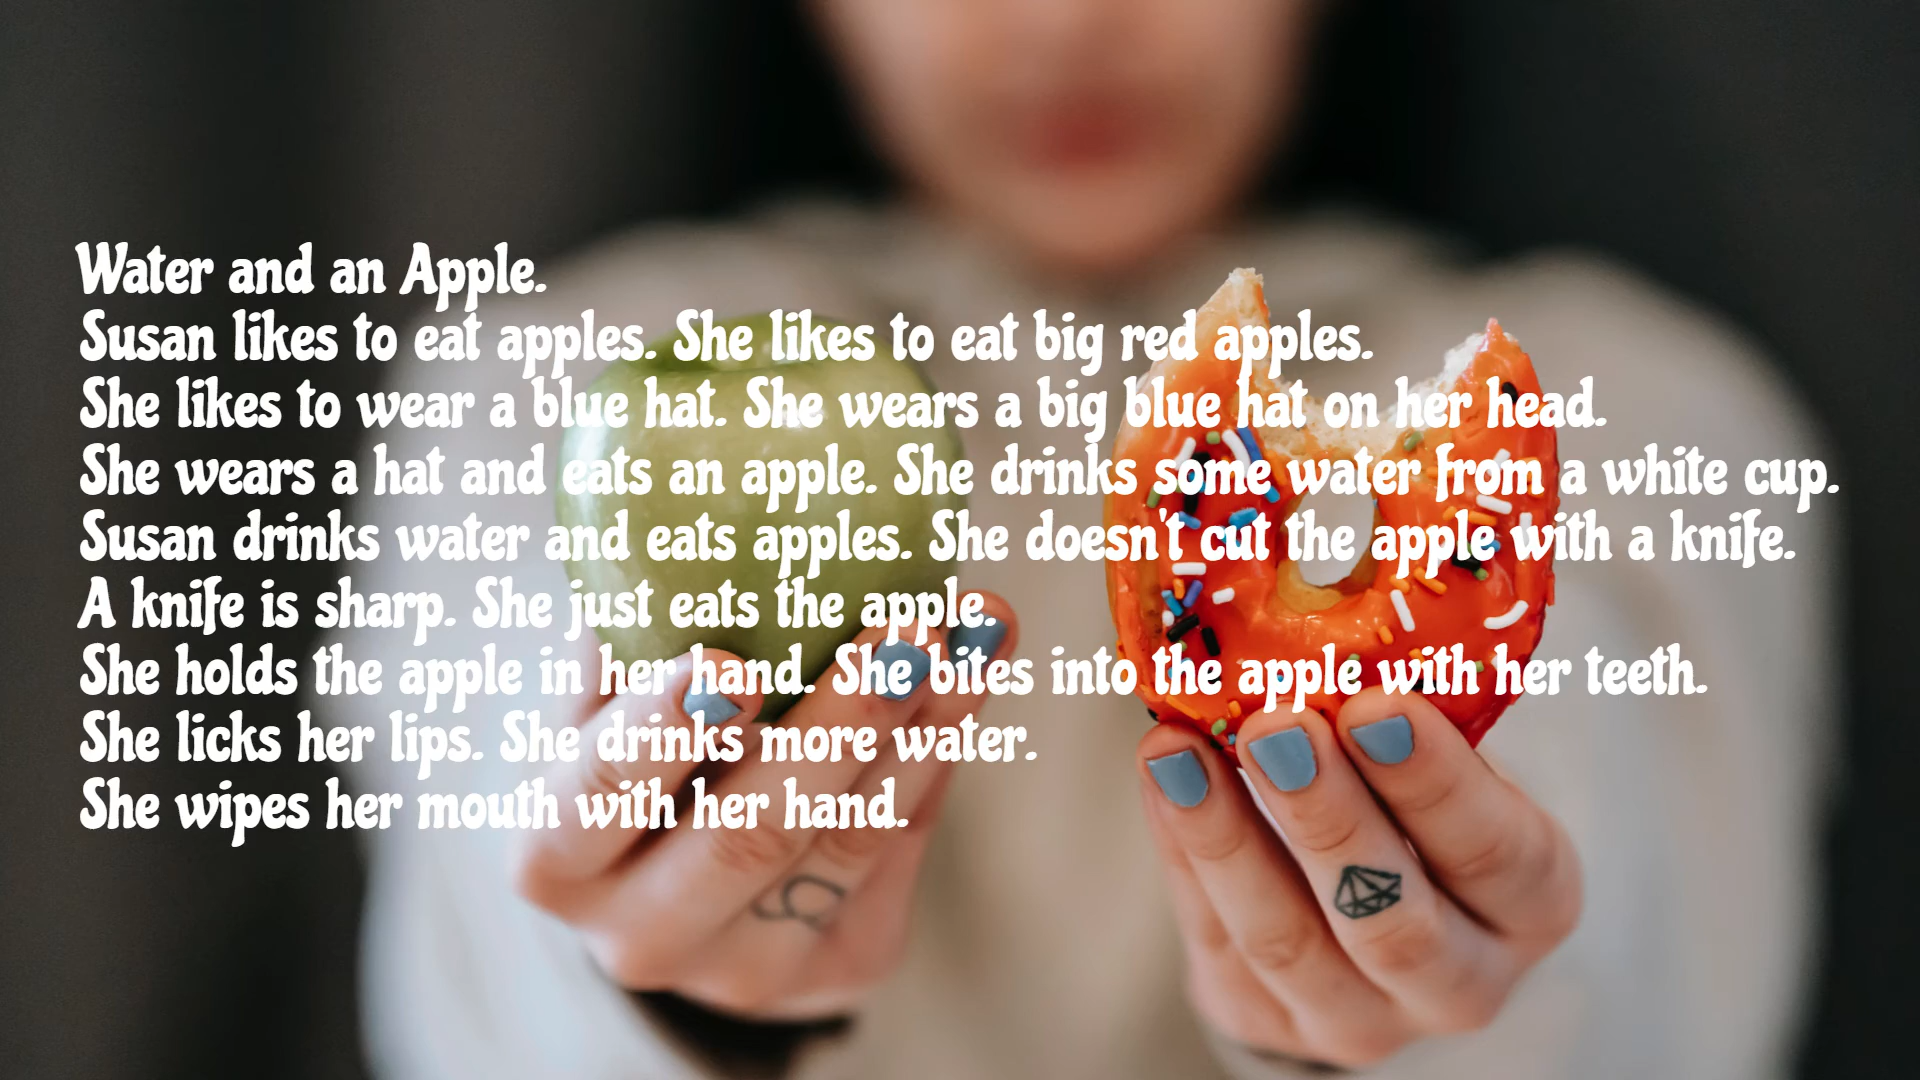 Water and an Apple.
Susan likes to eat apples. She likes to eat big red apples.
She likes to wear a blue hat. She wears a big blue hat on her head.
She wears a hat and eats an apple. She drinks some water from a white cup.
Susan drinks water and eats apples. She doesn't cut the apple with a knife.
A knife is sharp. She just eats the apple.
She holds the apple in her hand. She bites into the apple with her teeth.
She licks her lips. She drinks more water.
She wipes her mouth with her hand.